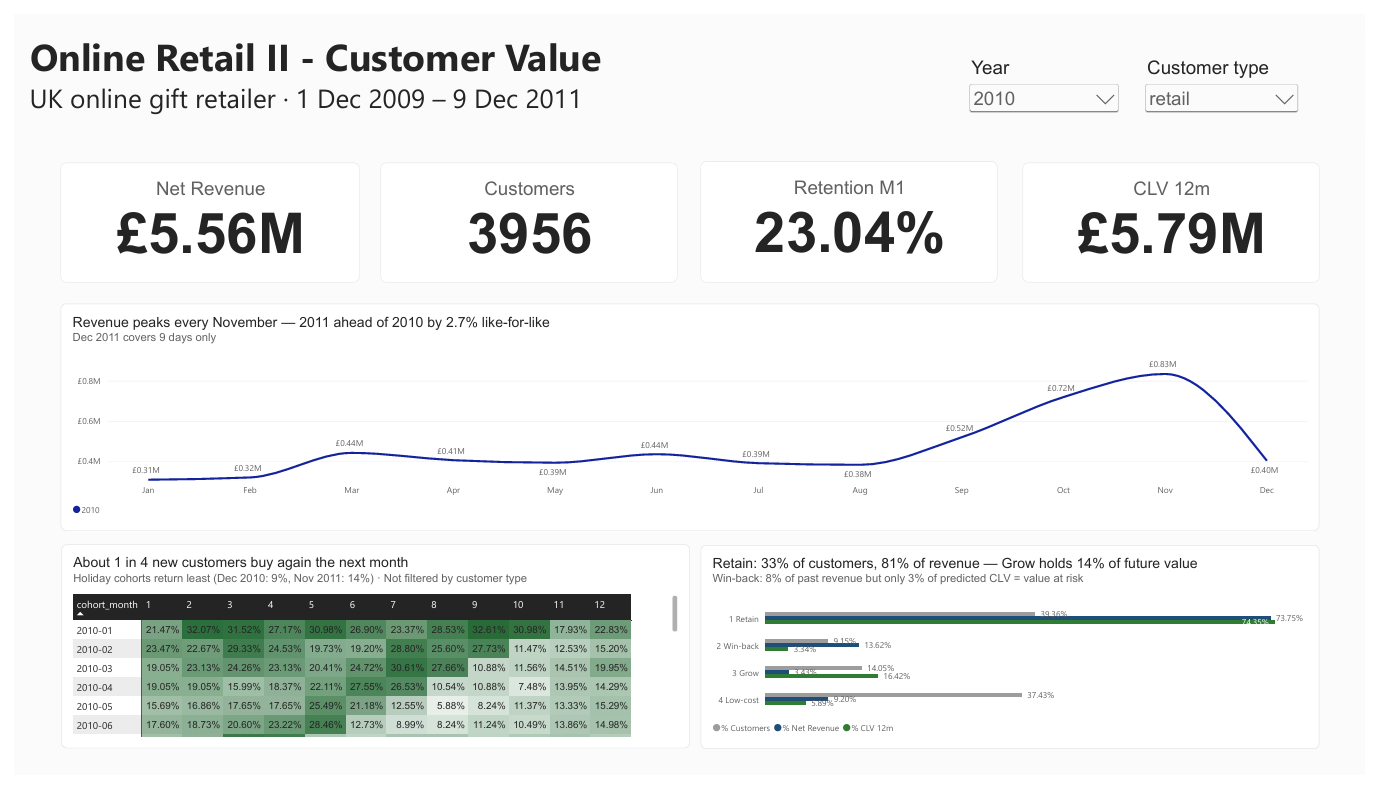 Online Retail II - Customer Value
UK online gift retailer · 1 Dec 2009 – 9 Dec 2011
Year
Customer type
2010
retail
Net Revenue
£5.56M
Customers
3956
Retention M1
23.04%
CLV 12m
£5.79M
Revenue peaks every November — 2011 ahead of 2010 by 2.7% like-for-like
Dec 2011 covers 9 days only
£0.8M
£0.6M
£0.4M
£0.31M £0.32M £0.44M £0.41M £0.39M £0.44M £0.39M £0.38M £0.52M £0.72M £0.83M £0.40M
Jan Feb Mar Apr May Jun Jul Aug Sep Oct Nov Dec
2010
About 1 in 4 new customers buy again the next month
Holiday cohorts return least (Dec 2010: 9%, Nov 2011: 14%) · Not filtered by customer type
cohort_month 1 2 3 4 5 6 7 8 9 10 11 12
2010-01 21.47% 32.07% 31.52% 27.17% 30.98% 26.90% 23.37% 28.53% 32.61% 30.98% 17.93% 22.83%
2010-02 23.47% 22.67% 29.33% 24.53% 19.73% 19.20% 28.80% 25.60% 27.73% 11.47% 12.53% 15.20%
2010-03 19.05% 23.13% 24.26% 23.13% 20.41% 24.72% 30.61% 27.66% 10.88% 11.56% 14.51% 19.95%
2010-04 19.05% 19.05% 15.99% 18.37% 22.11% 27.55% 26.53% 10.54% 10.88% 7.48% 13.95% 14.29%
2010-05 15.69% 16.86% 17.65% 17.65% 25.49% 21.18% 12.55% 5.88% 8.24% 11.37% 13.33% 15.29%
2010-06 17.60% 18.73% 20.60% 23.22% 28.46% 12.73% 8.99% 8.24% 11.24% 10.49% 13.86% 14.98%
Retain: 33% of customers, 81% of revenue — Grow holds 14% of future value
Win-back: 8% of past revenue but only 3% of predicted CLV = value at risk
1 Retain 39.36% 73.75% 74.35%
2 Win-back 9.15% 13.62% 3.34%
3 Grow 14.05% 3.43% 16.42%
4 Low-cost 37.43% 9.20% 5.89%
% Customers % Net Revenue % CLV 12m